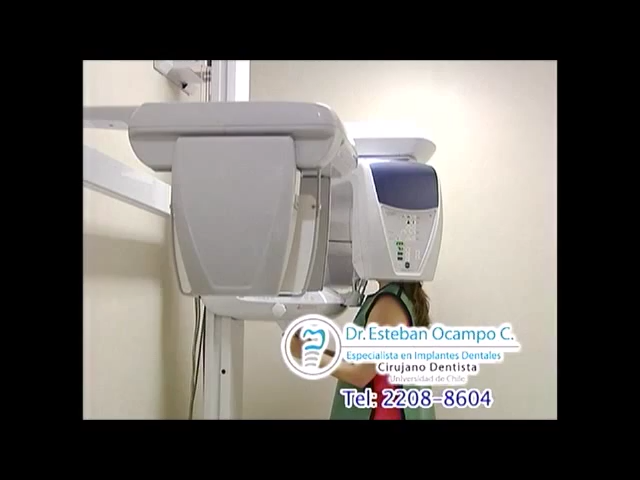 Dr. Esteban Ocampo C.
Especialista en Implantes Dentales
Cirujano Dentista
Universidad de Chile
Tel: 2208-8604